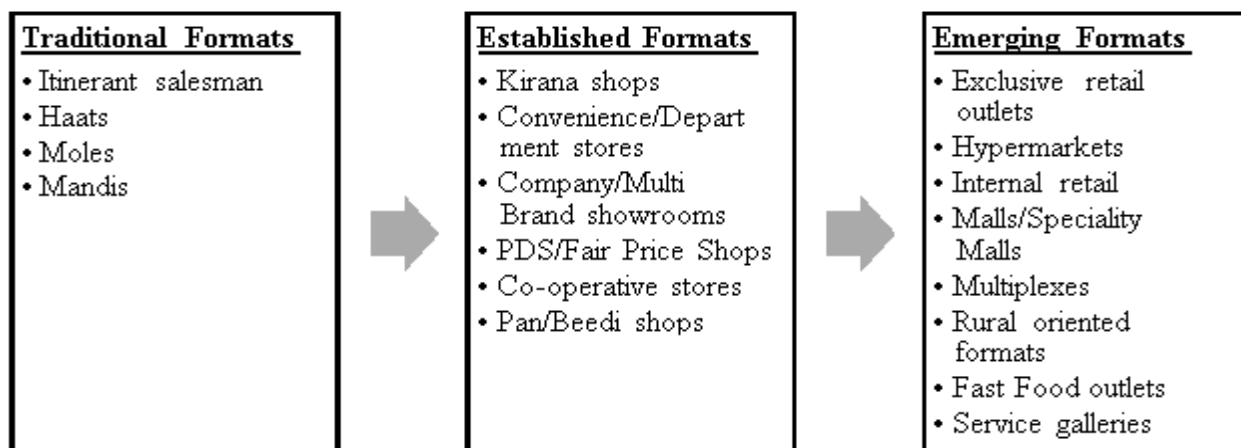 Traditional Formats
• Itinerant salesman
• Haats
• Moles
• Mandis
Established Formats
• Kirana shops
• Convenience/Depart
ment stores
• Company/Multi
Brand showrooms
• PDS/Fair Price Shops
• Co-operative stores
• Pan/Beedi shops
Emerging Formats
• Exclusive retail
outlets
• Hypermarkets
• Internal retail
• Malls/Speciality
Malls
• Multiplexes
• Rural oriented
formats
• Fast Food outlets
• Service galleries